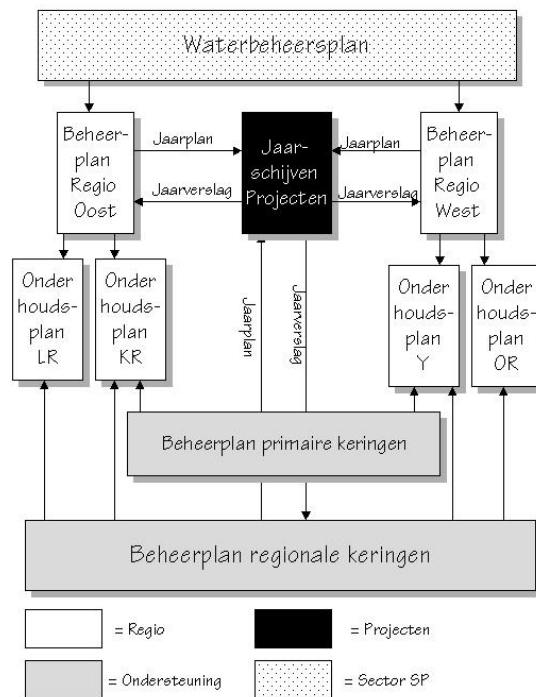 Waterbeheersplan
Beheer-
plan
Regio
Oost
Jaarplan
Jaarverslag
Jaar-
schijven
Projecten
Jaarplan
Jaarverslag
Beheer-
plan
Regio
West
Onder
houds-
plan
LR
Onder
houds-
plan
KR
Jaarplan
Jaarverslag
Onder
houds-
plan
Y
Onder
houds-
plan
OR
Beheerplan primaire keringen
Beheerplan regionale keringen
= Regio
= Projecten
= Ondersteuning
= Sector SP